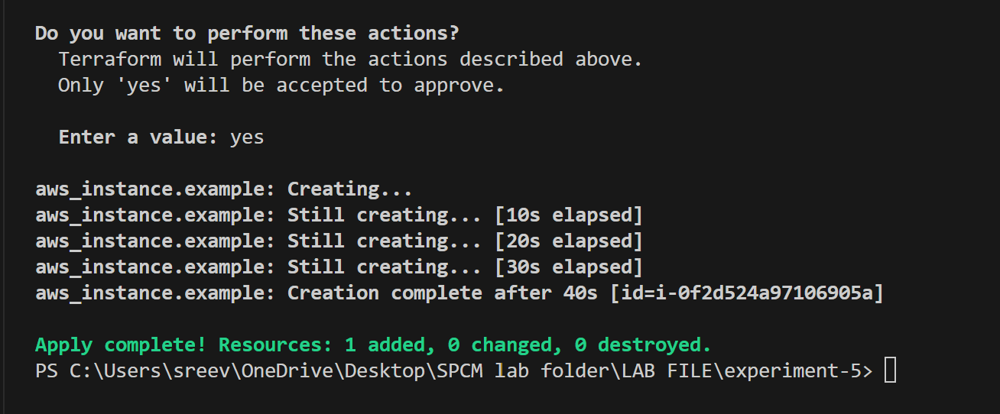 Do you want to perform these actions?
Terraform will perform the actions described above.
Only 'yes' will be accepted to approve.
Enter a value: yes
aws_instance.example: Creating...
aws_instance.example: Still creating... [10s elapsed]
aws_instance.example: Still creating... [20s elapsed]
aws_instance.example: Still creating... [30s elapsed]
aws_instance.example: Creation complete after 40s [id=i-0f2d524a97106905a]
Apply complete! Resources: 1 added, 0 changed, 0 destroyed.
PS C:\Users\sreev\OneDrive\Desktop\SPCM lab folder\LAB FILE\experiment-5>